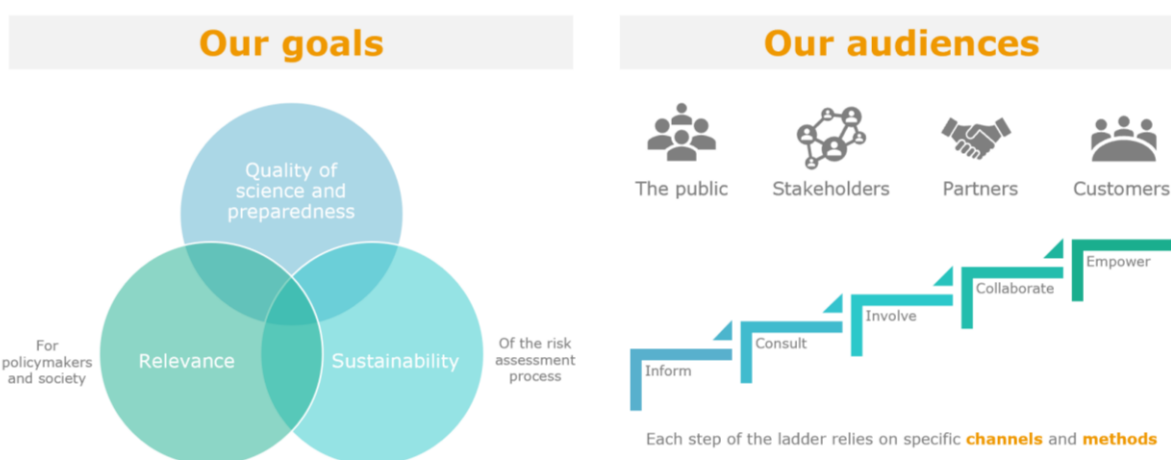 Our goals
Quality of
science and
preparedness
For
policymakers
and society
Relevance
Sustainability
Of the risk
assessment
process
Our audiences
The public
Stakeholders
Partners
Customers
Inform
Consult
Involve
Collaborate
Empower
Each step of the ladder relies on specific channels and methods